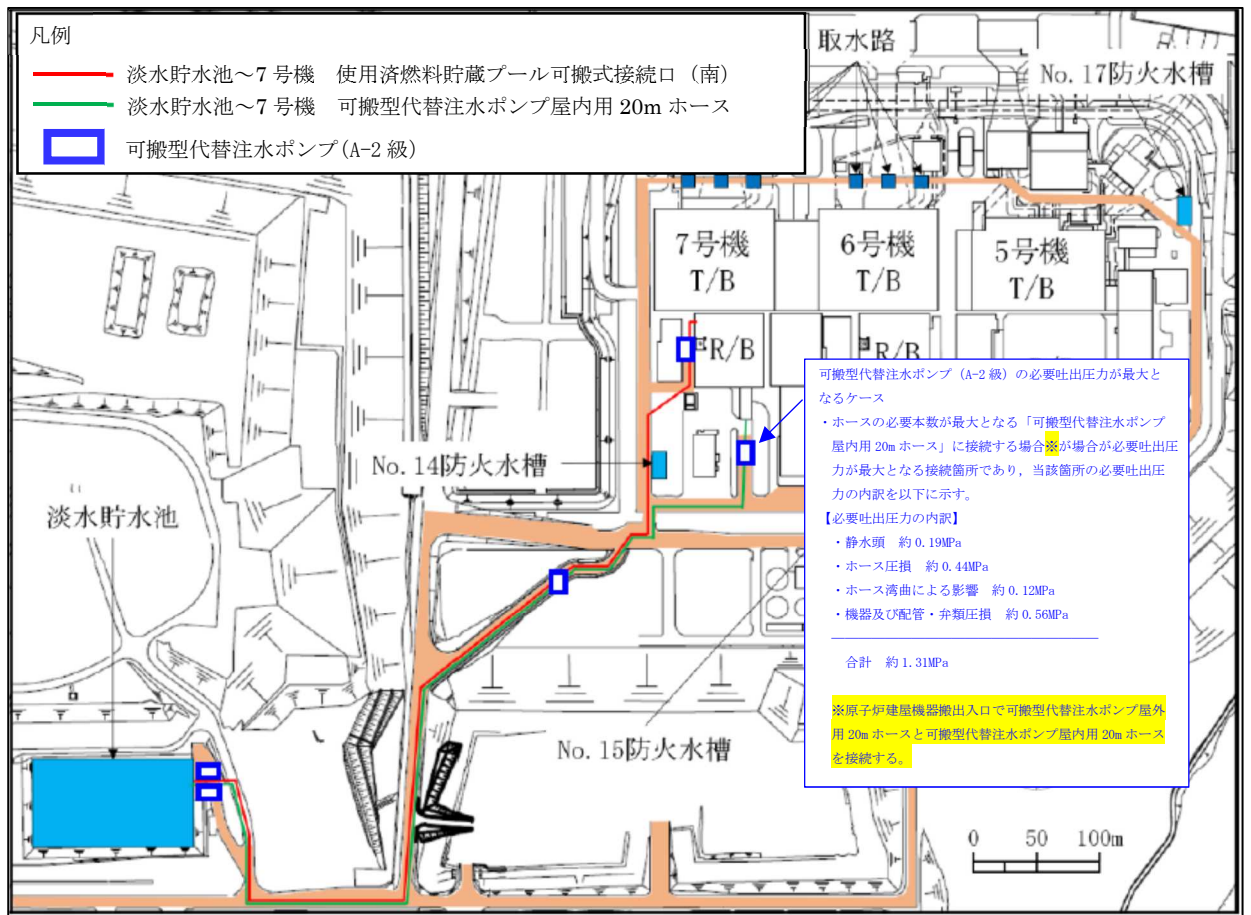 凡例
淡水貯水池～7 号機　使用済燃料貯蔵プール可搬式接続口（南）
淡水貯水池～7 号機　可搬型代替注水ポンプ屋内用 20m ホース
可搬型代替注水ポンプ(A-2 級)
取水路
No. 17防火水槽
7号機
T/B
6号機
T/B
5号機
T/B
R/B
R/B
No. 14防火水槽
淡水貯水池
No. 15防火水槽
可搬型代替注水ポンプ（A-2 級）の必要吐出圧力が最大と
なるケース
・ホースの必要本数が最大となる「可搬型代替注水ポンプ
屋内用 20m ホース」に接続する場合※が場合が必要吐出圧
力が最大となる接続箇所であり，当該箇所の必要吐出圧
力の内訳を以下に示す。
【必要吐出圧力の内訳】
・静水頭　約 0.19MPa
・ホース圧損　約 0.44MPa
・ホース湾曲による影響　約 0.12MPa
・機器及び配管・弁類圧損　約 0.56MPa
合計　約 1.31MPa
※原子炉建屋機器搬出入口で可搬型代替注水ポンプ屋外
用 20m ホースと可搬型代替注水ポンプ屋内用 20m ホース
を接続する。
0 50 100m